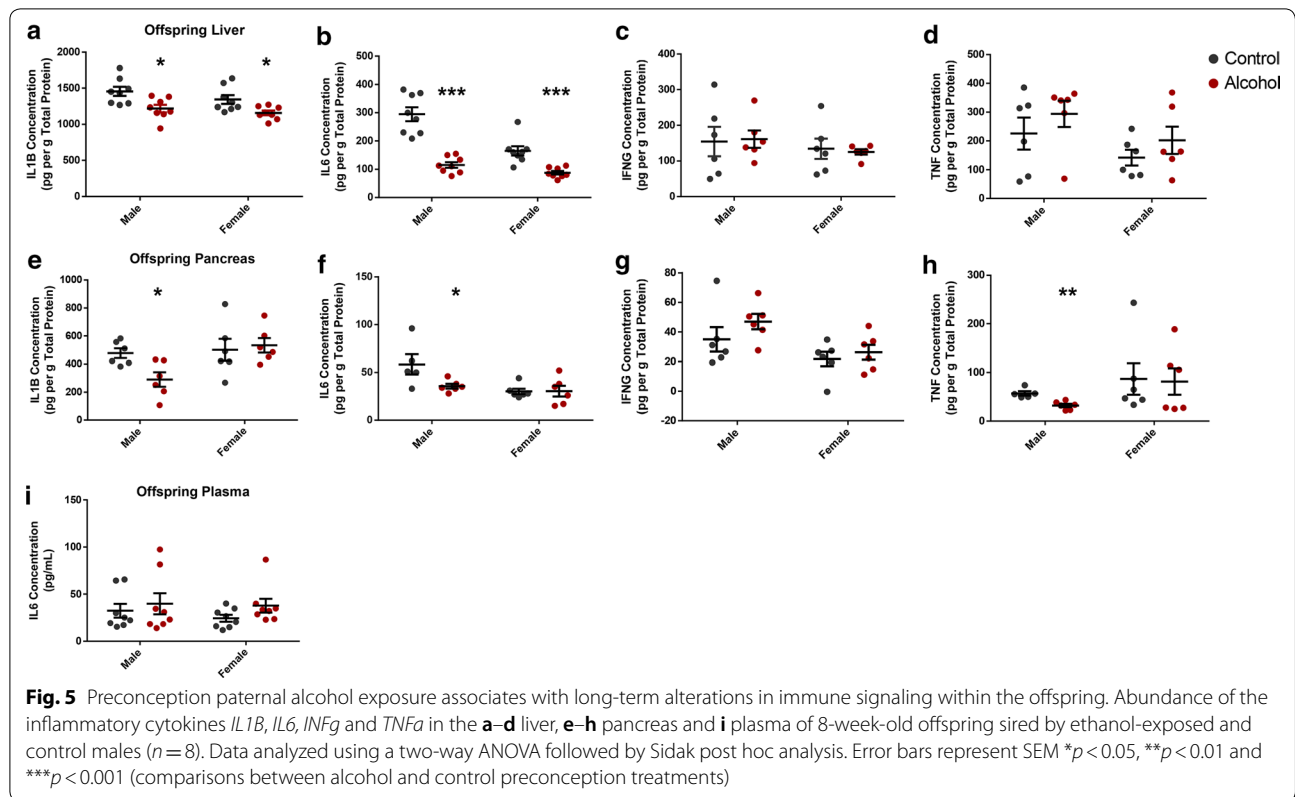 a
Offspring Liver
IL1B Concentration
(pg per g Total Protein)
2000
1500
1000
500
0
*
*
Male
Female
b
IL6 Concentration
(pg per g Total Protein)
500
400
300
200
100
0
***
***
Male
Female
c
IFNG Concentration
(pg per g Total Protein)
400
300
200
100
0
Male
Female
d
TNF Concentration
(pg per g Total Protein)
500
400
300
200
100
0
Male
Female
Control
Alcohol
e
Offspring Pancreas
IL1B Concentration
(pg per g Total Protein)
1000
800
600
400
200
0
*
Male
Female
f
IL6 Concentration
(pg per g Total Protein)
150
100
50
0
*
Male
Female
g
IFNG Concentration
(pg per g Total Protein)
100
80
60
40
20
0
-20
Male
Female
h
TNF Concentration
(pg per g Total Protein)
300
200
100
0
**
Male
Female
i
Offspring Plasma
IL6 Concentration
(pg/mL)
150
100
50
0
Male
Female
Fig. 5 Preconception paternal alcohol exposure associates with long-term alterations in immune signaling within the offspring. Abundance of the
inflammatory cytokines IL1B, IL6, INFg and TNFa in the a–d liver, e–h pancreas and i plasma of 8-week-old offspring sired by ethanol-exposed and
control males (n = 8). Data analyzed using a two-way ANOVA followed by Sidak post hoc analysis. Error bars represent SEM *p < 0.05, **p < 0.01 and
***p < 0.001 (comparisons between alcohol and control preconception treatments)